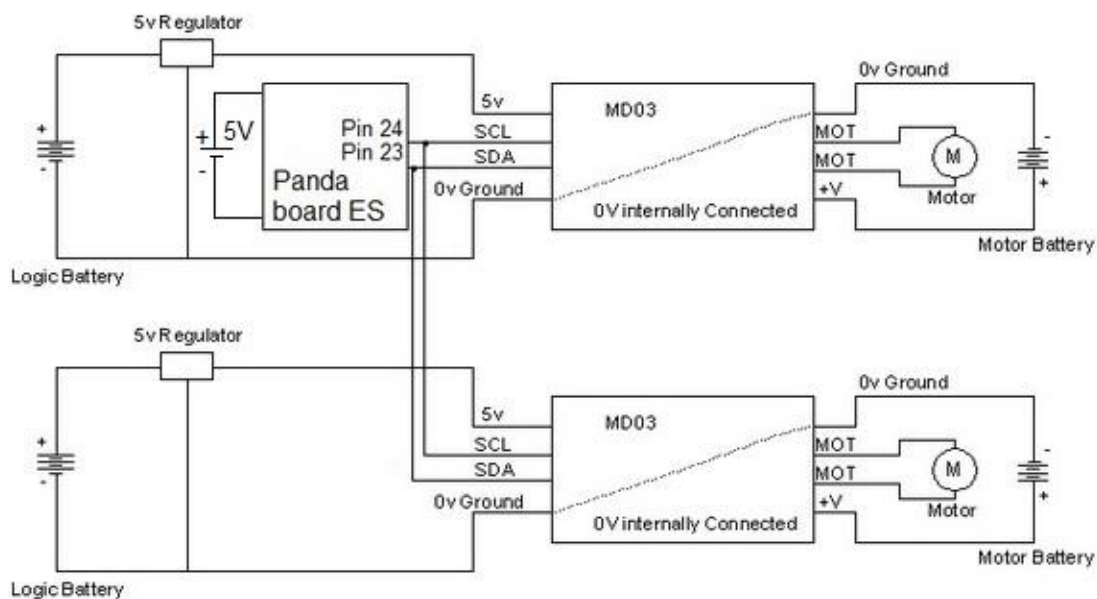 5v Regulator
0v Ground
5v
MD03
+
5V
Pin 24
SCL
MOT
-
+
Pin 23
SDA
MOT
M
-
-
Panda
0v Ground
+V
+
board ES
0V internally Connected
Motor
Motor Battery
Logic Battery
5v Regulator
0v Ground
5v
MD03
+
SCL
MOT
-
SDA
MOT
M
-
0v Ground
+V
+
0V internally Connected
Motor
Motor Battery
Logic Battery